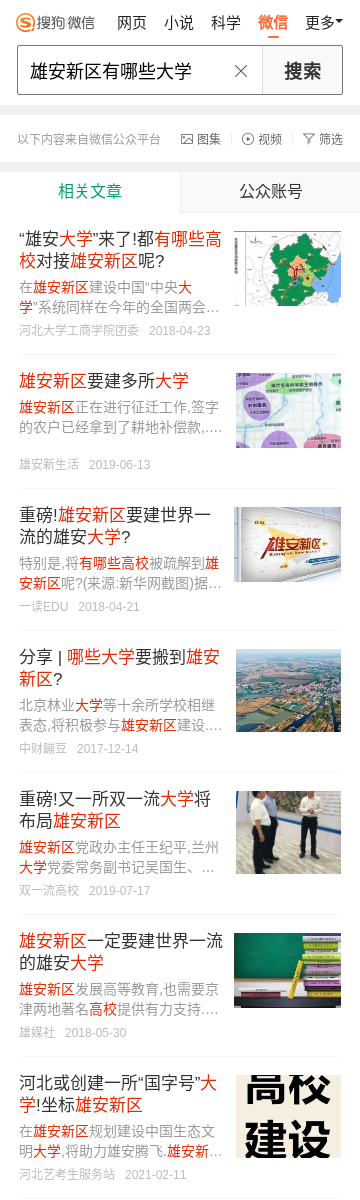 搜狗微信
网页 小说 科学 微信 更多
雄安新区有哪些大学
搜索
以下内容来自微信公众平台 图集 视频 筛选
相关文章 公众账号
“雄安大学”来了!都有哪些高
校对接雄安新区呢?
在雄安新区建设中国“中央大
学”系统同样在今年的全国两会…
河北大学工商学院团委 2018-04-23
雄安新区要建多所大学
雄安新区正在进行征迁工作,签字
的农户已经拿到了耕地补偿款,…
雄安新生活 2019-06-13
重磅!雄安新区要建世界一
流的雄安大学?
特别是,将有哪些高校被疏解到雄
安新区呢?(来源:新华网截图)据…
一读EDU 2018-04-21
雄安新区
分享 | 哪些大学要搬到雄安
新区?
北京林业大学等十余所学校相继
表态,将积极参与雄安新区建设.…
中财蹦豆 2017-12-14
重磅!又一所双一流大学将
布局雄安新区
雄安新区党政办主任王纪平,兰州
大学党委常务副书记吴国生、…
双一流高校 2019-07-17
雄安新区一定要建世界一流
的雄安大学
雄安新区发展高等教育,也需要京
津两地著名高校提供有力支持.…
雄媒社 2018-05-30
河北或创建一所“国字号”大
学!坐标雄安新区
在雄安新区规划建设中国生态文
明大学,将助力雄安腾飞.雄安新…
河北艺考生服务站 2021-02-11
高校
建设